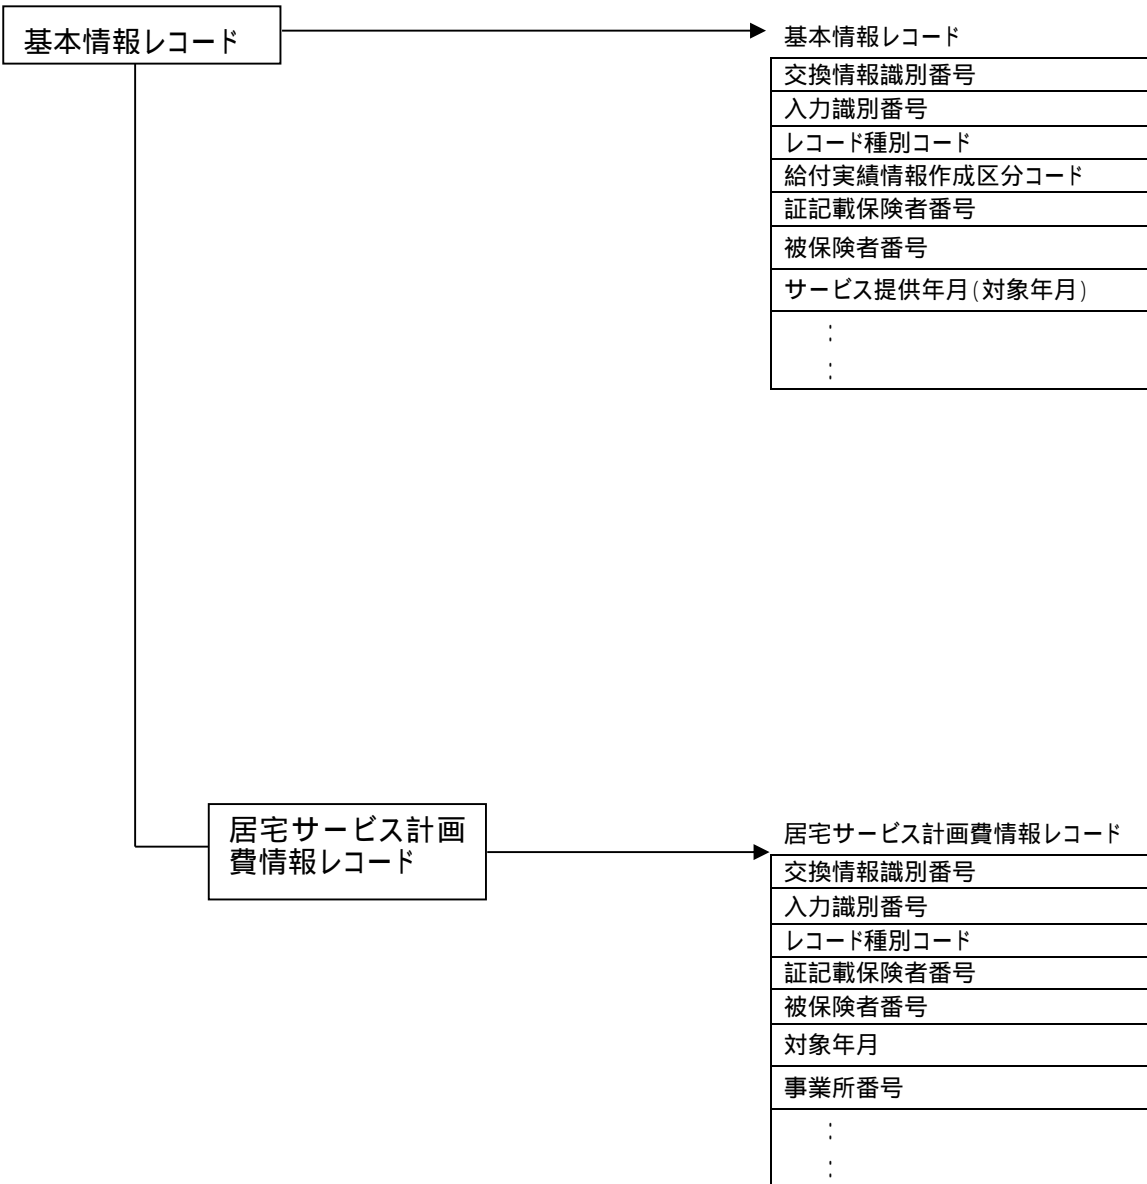 基本情報レコード
基本情報レコード
交換情報識別番号
入力識別番号
レコード種別コード
給付実績情報作成区分コード
証記載保険者番号
被保険者番号
サービス提供年月(対象年月)
:
:
居宅サービス計画
費情報レコード
居宅サービス計画費情報レコード
交換情報識別番号
入力識別番号
レコード種別コード
証記載保険者番号
被保険者番号
対象年月
事業所番号
:
: